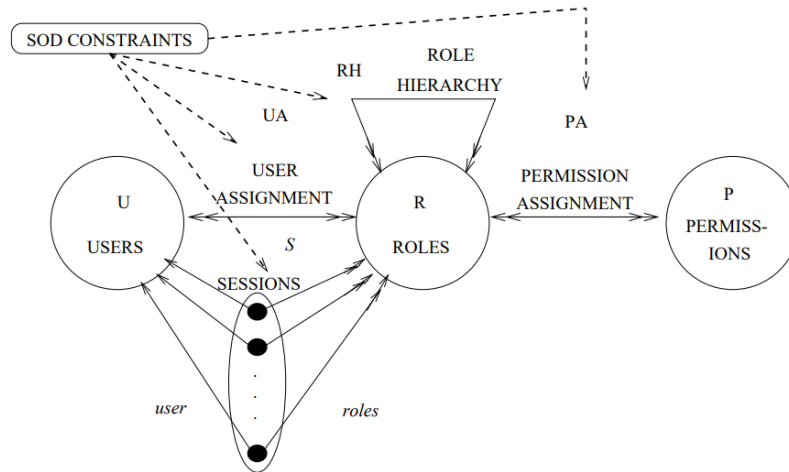 SOD CONSTRAINTS
RH
ROLE
HIERARCHY
UA
PA
USER
ASSIGNMENT
PERMISSION
ASSIGNMENT
U
USERS
R
ROLES
P
PERMISS-
IONS
S
SESSIONS
.
.
.
.
user
roles